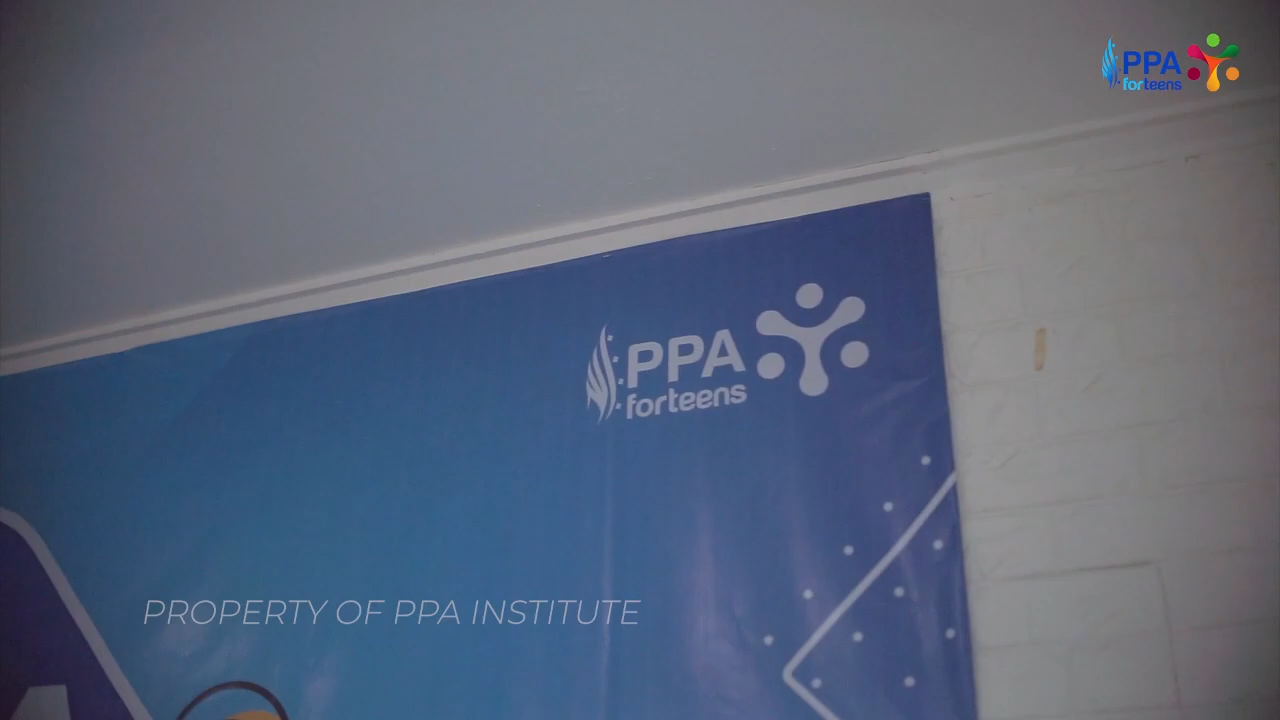 PPA
forteens
PPA
forteens
PROPERTY OF PPA INSTITUTE